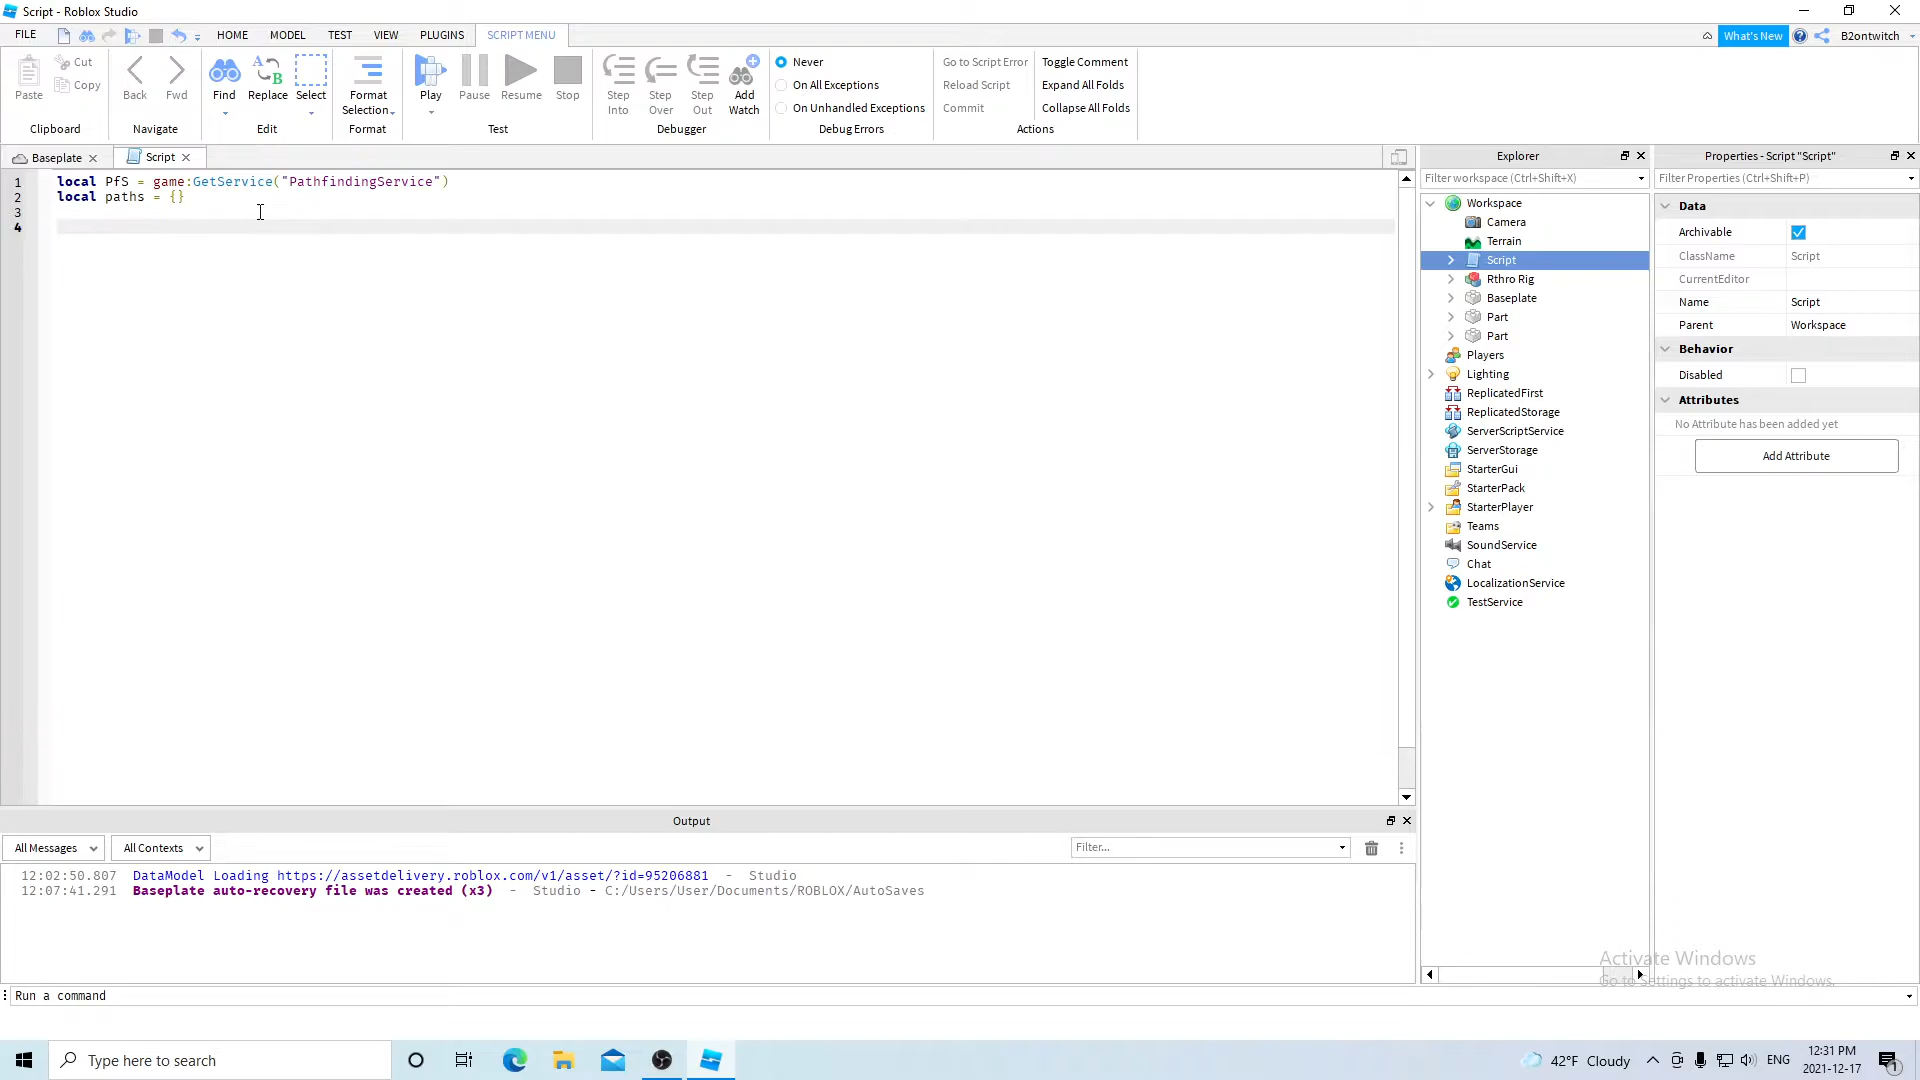 Script - Roblox Studio
FILE HOME MODEL TEST VIEW PLUGINS SCRIPT MENU What's New B2ontwitch
Paste Cut Copy Clipboard
Back Fwd Navigate
Find Replace Select Edit
Format Selection Format
Play Pause Resume Stop Test
Step Into Step Over Step Out Add Watch Debugger
Never
On All Exceptions
On Unhandled Exceptions
Debug Errors
Go to Script Error
Reload Script
Commit
Toggle Comment
Expand All Folds
Collapse All Folds
Actions
Baseplate Script
1 local PfS = game:GetService("PathfindingService")
2 local paths = {}
3
4
Explorer
Filter workspace (Ctrl+Shift+X)
Workspace
Camera
Terrain
Script
Rthro Rig
Baseplate
Part
Part
Players
Lighting
ReplicatedFirst
ReplicatedStorage
ServerScriptService
ServerStorage
StarterGui
StarterPack
StarterPlayer
Teams
SoundService
Chat
LocalizationService
TestService
Properties - Script "Script"
Filter Properties (Ctrl+Shift+P)
Data
Archivable
ClassName Script
CurrentEditor
Name Script
Parent Workspace
Behavior
Disabled
Attributes
No Attribute has been added yet
Add Attribute
Output
All Messages All Contexts Filter...
12:02:50.807 DataModel Loading https://assetdelivery.roblox.com/v1/asset/?id=95206881 - Studio
12:07:41.291 Baseplate auto-recovery file was created (x3) - Studio - C:/Users/User/Documents/ROBLOX/AutoSaves
Activate Windows
Go to Settings to activate Windows.
Run a command
Type here to search
42°F Cloudy
ENG
12:31 PM
2021-12-17
1